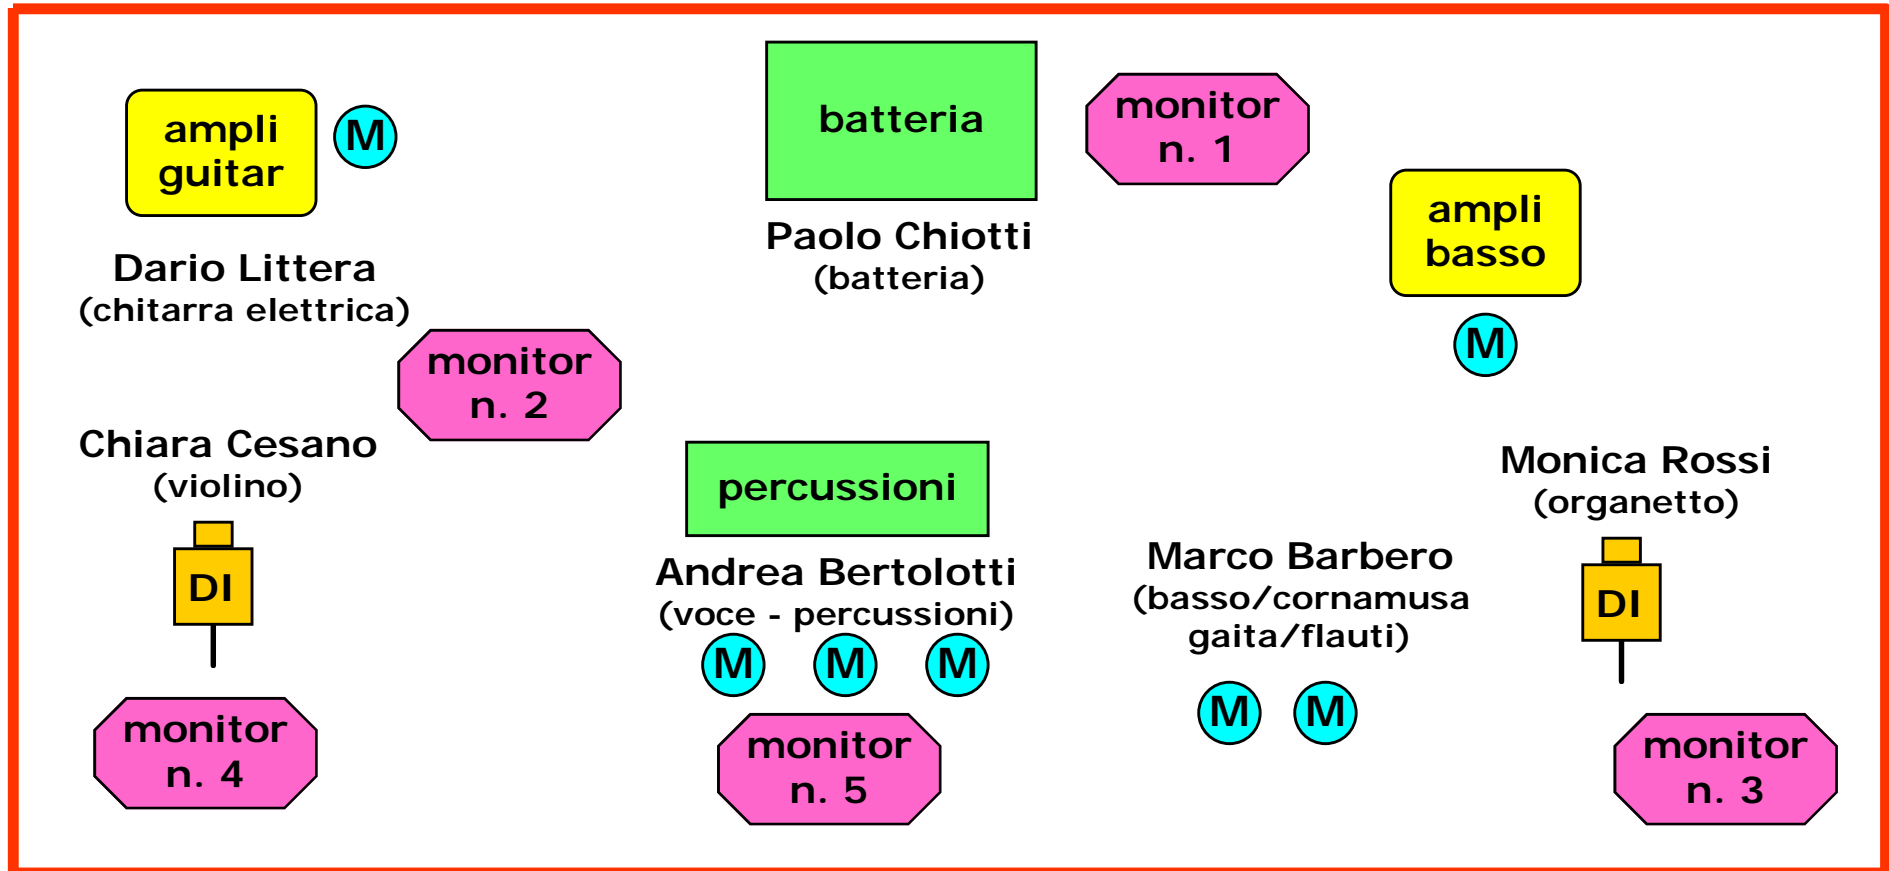 ampli
guitar
M
batteria
monitor
n. 1
ampli
basso
M
Dario Littera
(chitarra elettrica)
Paolo Chiotti
(batteria)
monitor
n. 2
Chiara Cesano
(violino)
DI
percussioni
Andrea Bertolotti
(voce - percussioni)
M M M
Marco Barbero
(basso/cornamusa
gaita/flauti)
M M
Monica Rossi
(organetto)
DI
monitor
n. 4
monitor
n. 5
monitor
n. 3